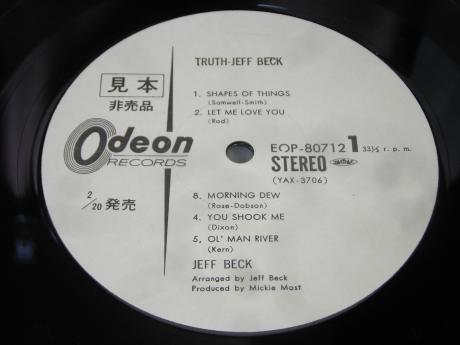 TRUTH-JEFF BECK
見本
非売品
1. SHAPES OF THINGS
(Samwell-Smith)
2. LET ME LOVE YOU
(Rod)
Odeon
RECORDS
EOP-80712 1 33⅓ r. p. m.
STEREO
(YAX-3706)
2/20 発売
8. MORNING DEW
(Rose-Dobson)
4. YOU SHOOK ME
(Dixon)
5. OL' MAN RIVER
(Kern)
JEFF BECK
Arranged by Jeff Beck
Produced by Mickie Most